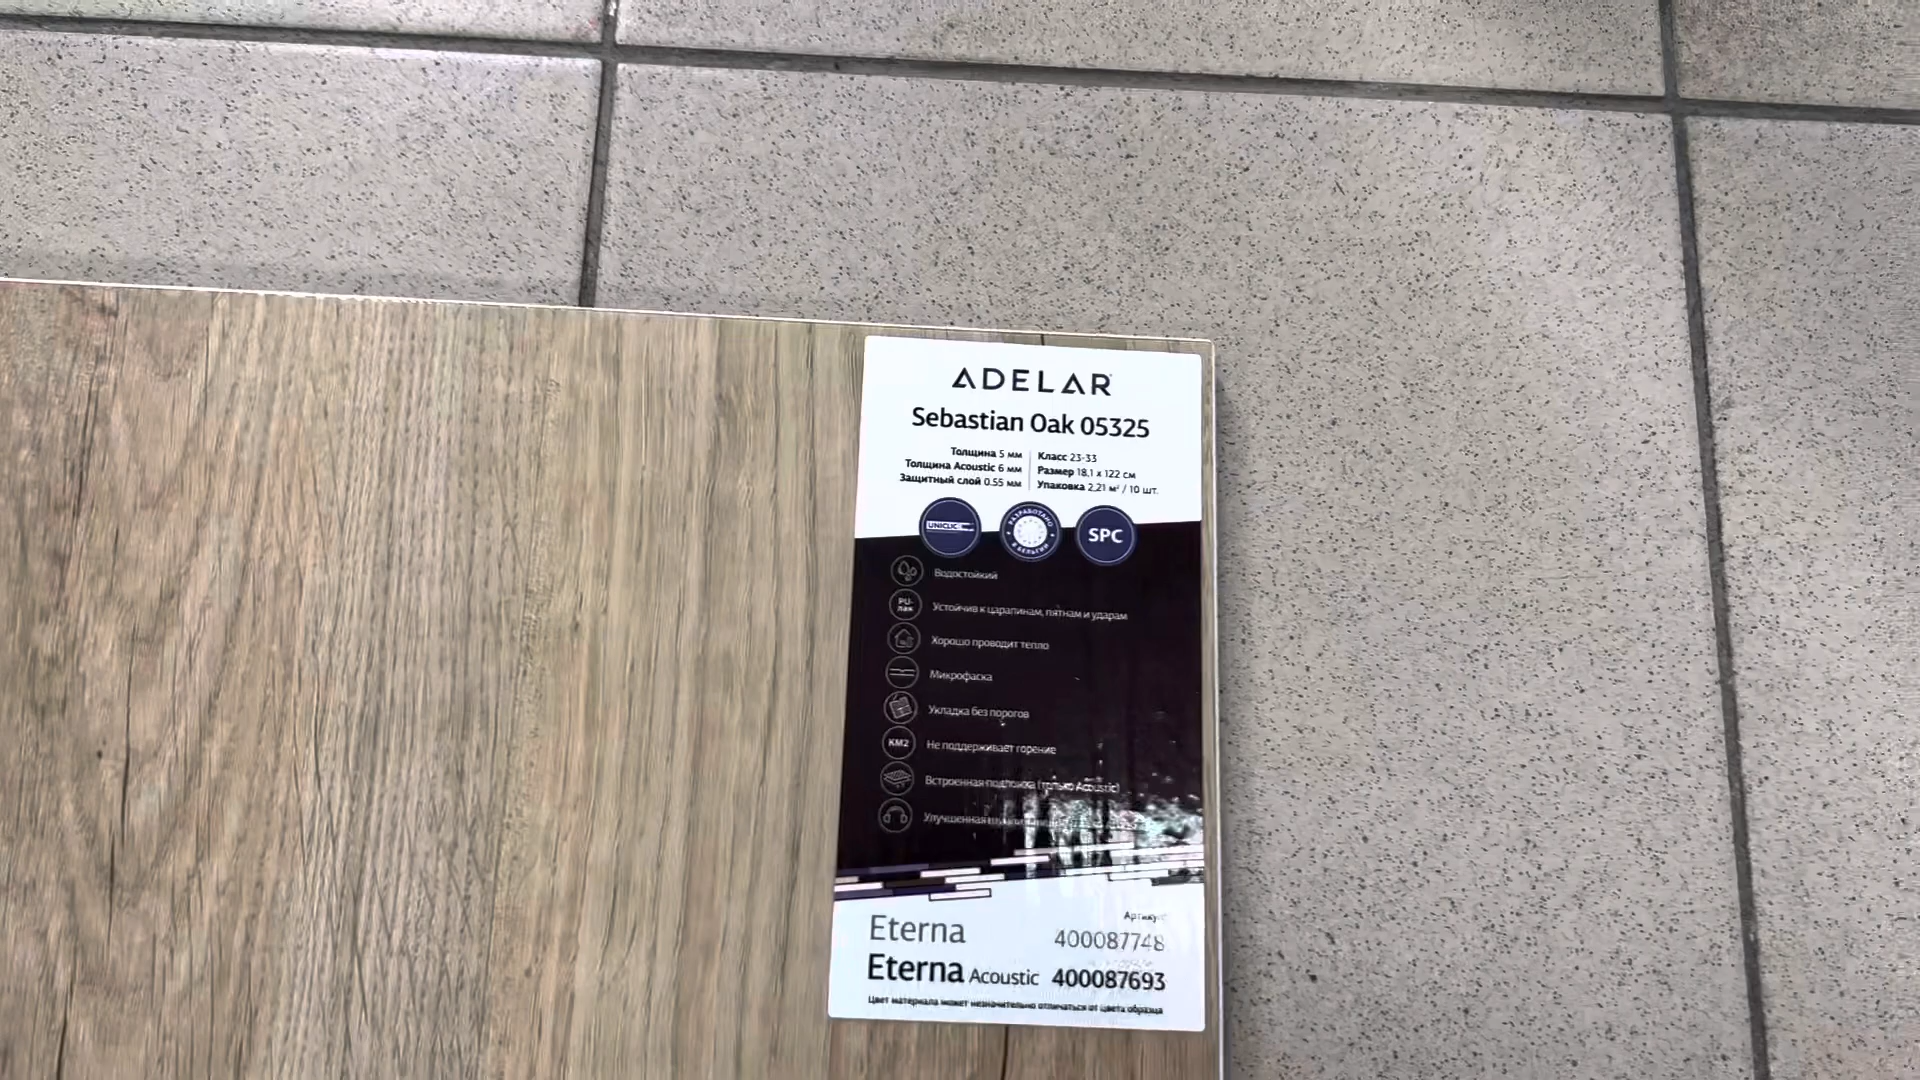 ADELAR
Sebastian Oak 05325
Толщина 5 мм
Толщина Acoustic 6 мм
Защитный слой 0.55 мм
Класс 23-33
Размер 18,1 x 122 см
Упаковка 2,21 м² / 10 шт.
UNICLIC
РАЗРАБОТАНО В БЕЛЬГИИ
SPC
Водостойкий
PU-лак
Устойчив к царапинам, пятнам и ударам
Хорошо проводит тепло
Микрофаска
Укладка без порогов
КМ2
Не поддерживает горение
Встроенная подложка (только Acoustic)
Улучшенная
Артикул
Eterna 400087748
Eterna Acoustic 400087693
Цвет материала может незначительно отличаться от цвета образца